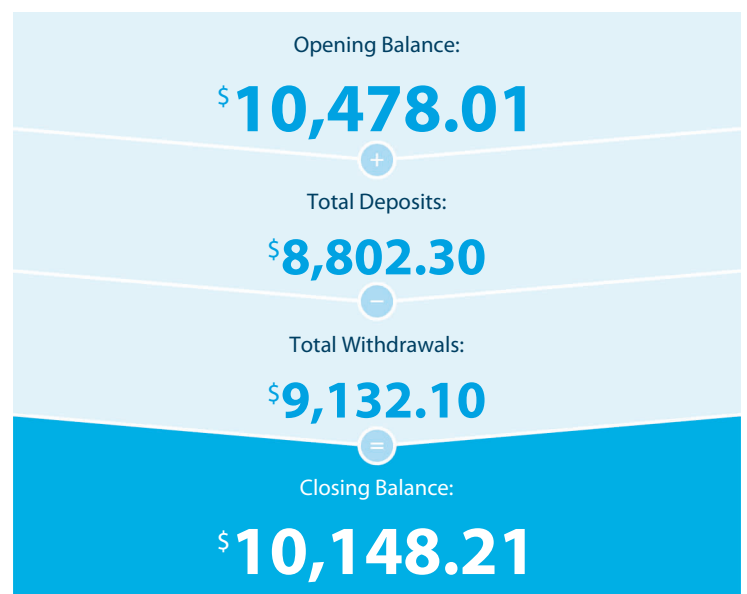 Opening Balance:
$10,478.01
+
Total Deposits:
$8,802.30
−
Total Withdrawals:
$9,132.10
=
Closing Balance:
$10,148.21